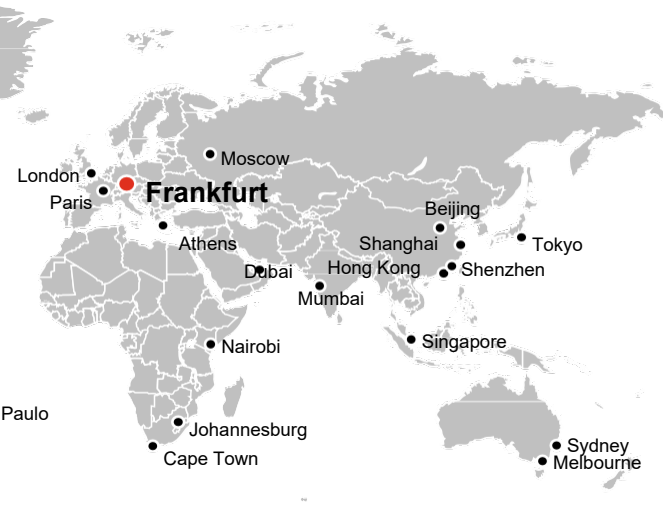 Moscow
London
Frankfurt
Paris
Beijing
Athens
Shanghai
Tokyo
Dubai
Hong Kong
Shenzhen
Mumbai
Singapore
Nairobi
Paulo
Johannesburg
Sydney
Cape Town
Melbourne